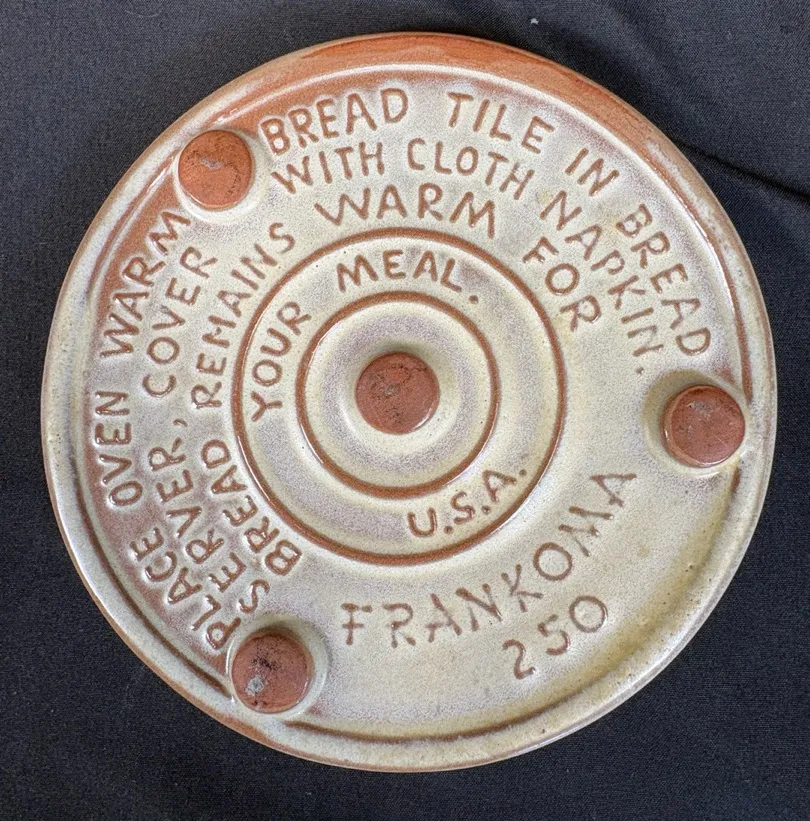 PLACE OVEN WARM BREAD TILE IN BREAD
SERVER, COVER WITH CLOTH NAPKIN.
BREAD REMAINS WARM FOR
YOUR MEAL.
U.S.A.
FRANKOMA
250